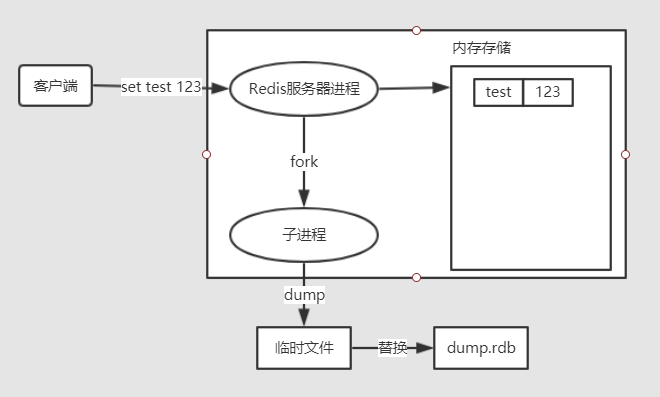 内存存储
客户端
set test 123
Redis服务器进程
test
123
fork
子进程
dump
临时文件
替换
dump.rdb